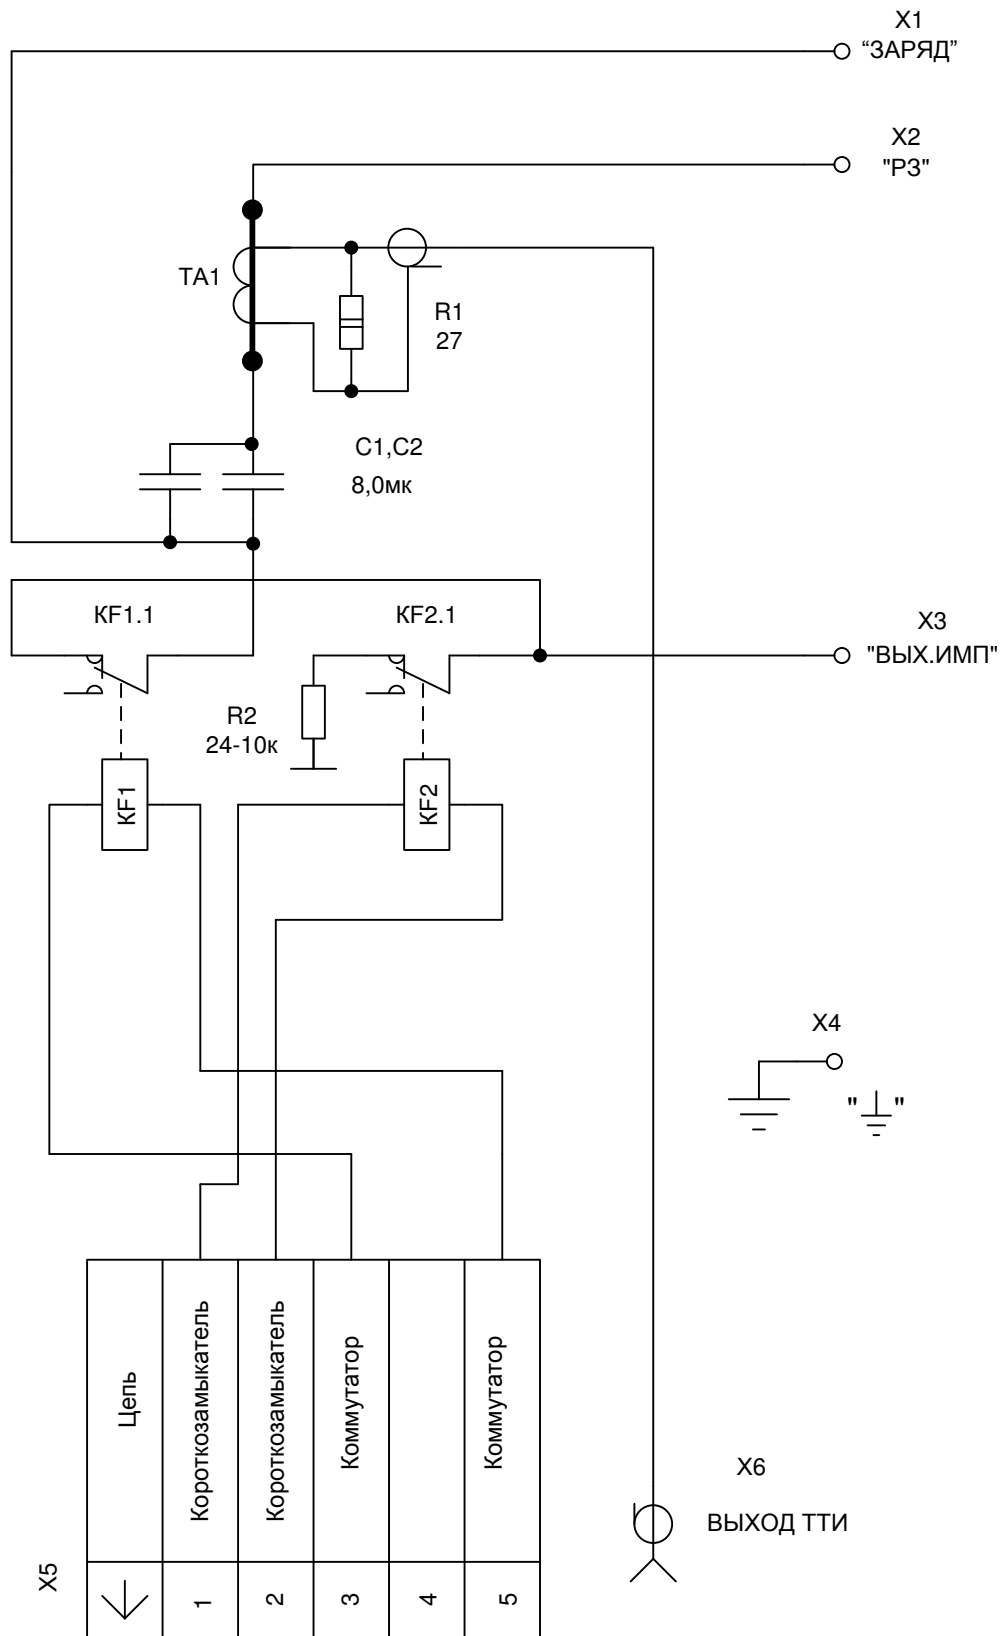 X1
“ЗАРЯД”
X2
"РЗ"
TA1
R1
27
C1,C2
8,0мк
KF1.1
KF2.1
X3
"ВЫХ.ИМП"
R2
24-10к
KF1
KF2
X4
" "
Цепь
Короткозамыкатель
Короткозамыкатель
Коммутатор
Коммутатор
X6
ВЫХОД ТТИ
X5
1
2
3
4
5